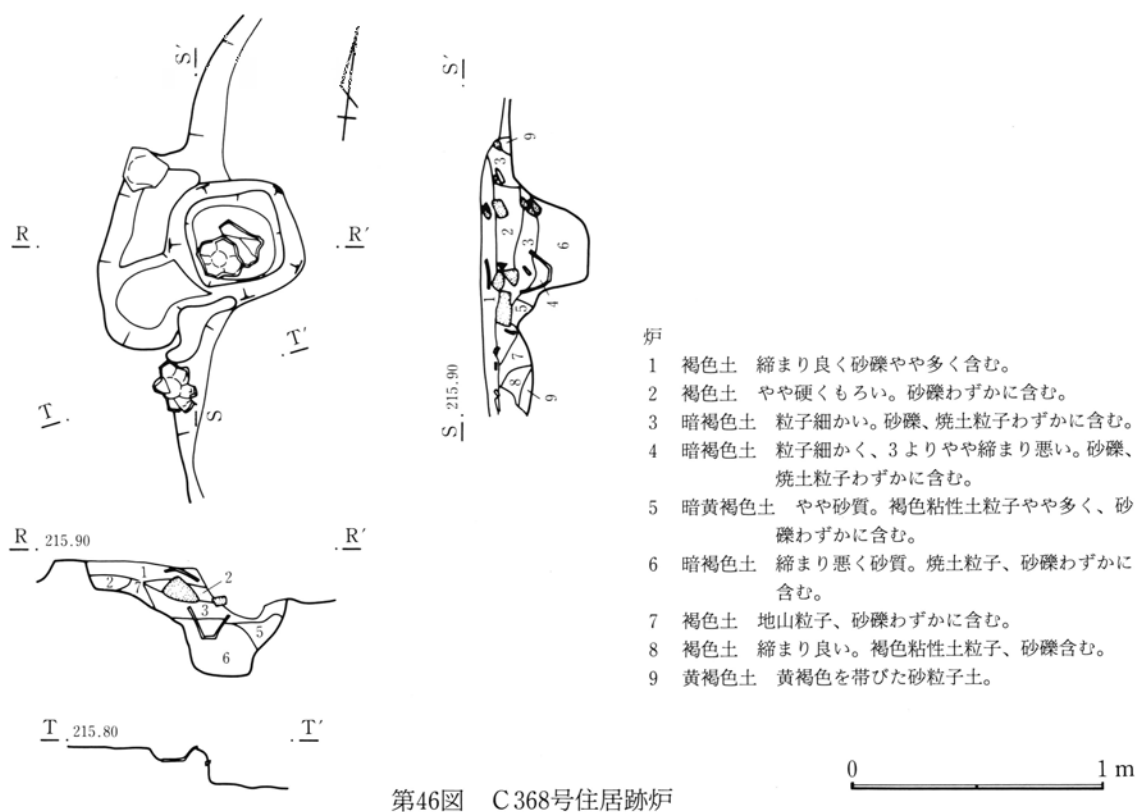 S′
S′
R .
. R′
T .
. T′
S
9
3
2
3
6
1
5
4
7
8
9
S . 215.90
炉
1 褐色土 締まり良く砂礫やや多く含む。
2 褐色土 やや硬くもろい。砂礫わずかに含む。
3 暗褐色土 粒子細かい。砂礫、焼土粒子わずかに含む。
4 暗褐色土 粒子細かく、3よりやや締まり悪い。砂礫、
焼土粒子わずかに含む。
5 暗黄褐色土 やや砂質。褐色粘性土粒子やや多く、砂
礫わずかに含む。
6 暗褐色土 締まり悪く砂質。焼土粒子、砂礫わずかに
含む。
7 褐色土 地山粒子、砂礫わずかに含む。
8 褐色土 締まり良い。褐色粘性土粒子、砂礫含む。
9 黄褐色土 黄褐色を帯びた砂粒子土。
R . 215.90 . R′
1
2
7
2
3
5
6
T . 215.80 . T′
0 1 m
第46図 C368号住居跡炉